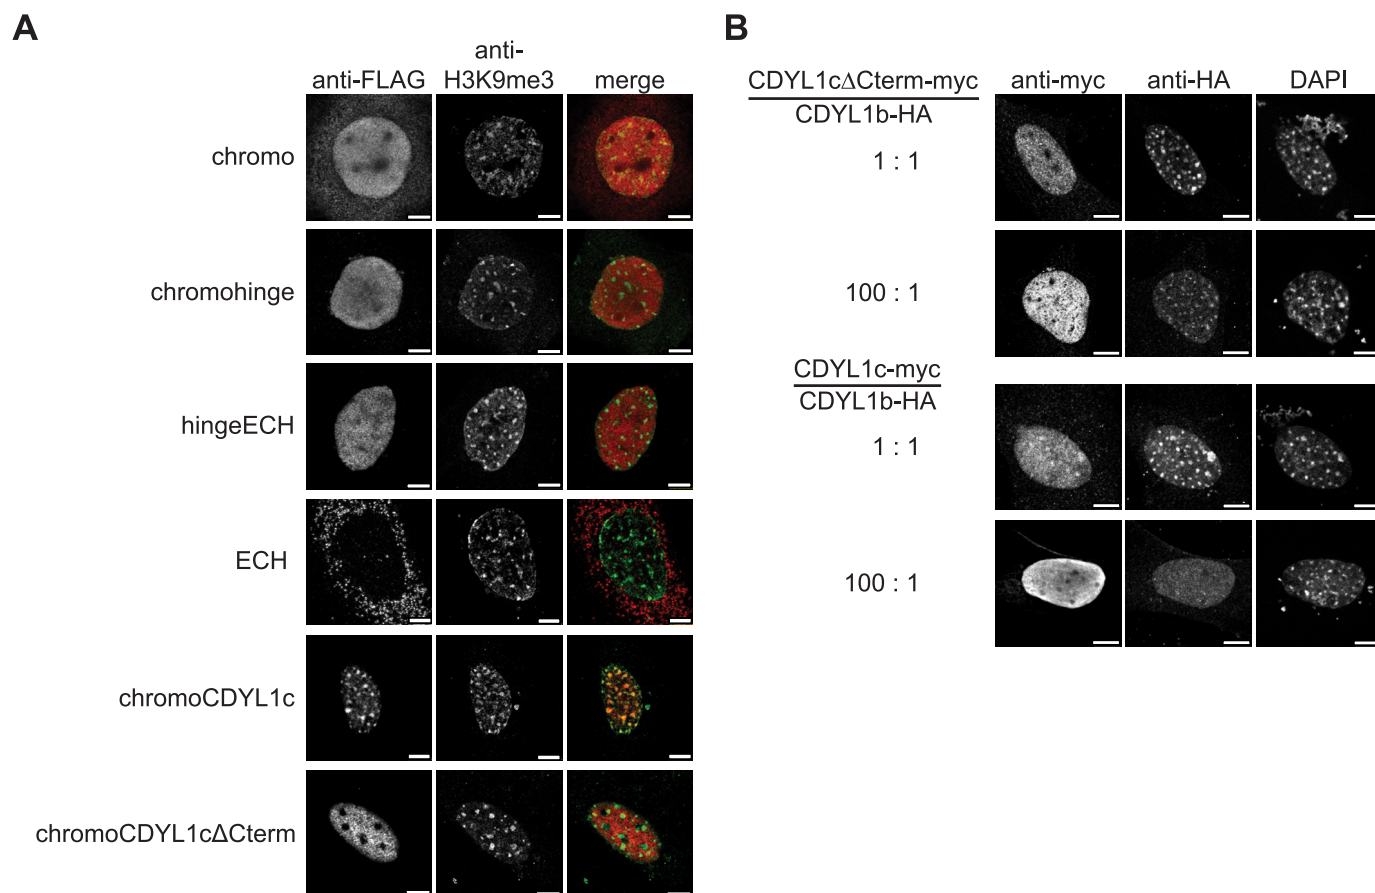 A
anti-FLAG
anti-
H3K9me3
merge
chromo
chromohinge
hingeECH
ECH
chromoCDYL1c
chromoCDYL1cΔCterm
B
CDYL1cΔCterm-myc
CDYL1b-HA
anti-myc
anti-HA
DAPI
1 : 1
100 : 1
CDYL1c-myc
CDYL1b-HA
1 : 1
100 : 1